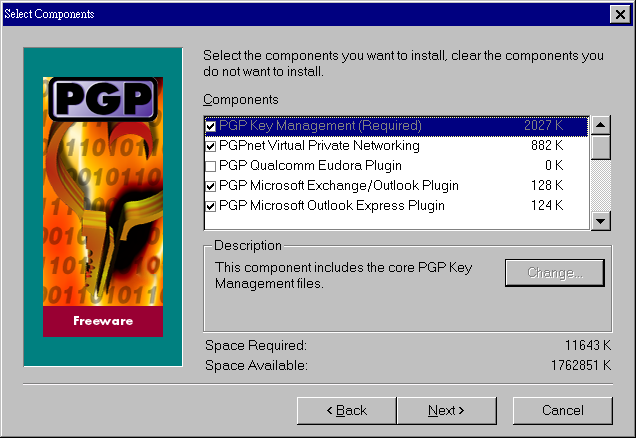 Select Components
PGP
Freeware
Select the components you want to install, clear the components you
do not want to install.
Components
PGP Key Management (Required) 2027 K
PGPnet Virtual Private Networking 882 K
PGP Qualcomm Eudora Plugin 0 K
PGP Microsoft Exchange/Outlook Plugin 128 K
PGP Microsoft Outlook Express Plugin 124 K
Description
This component includes the core PGP Key
Management files.
Change...
Space Required: 11643 K
Space Available: 1762851 K
< Back
Next >
Cancel